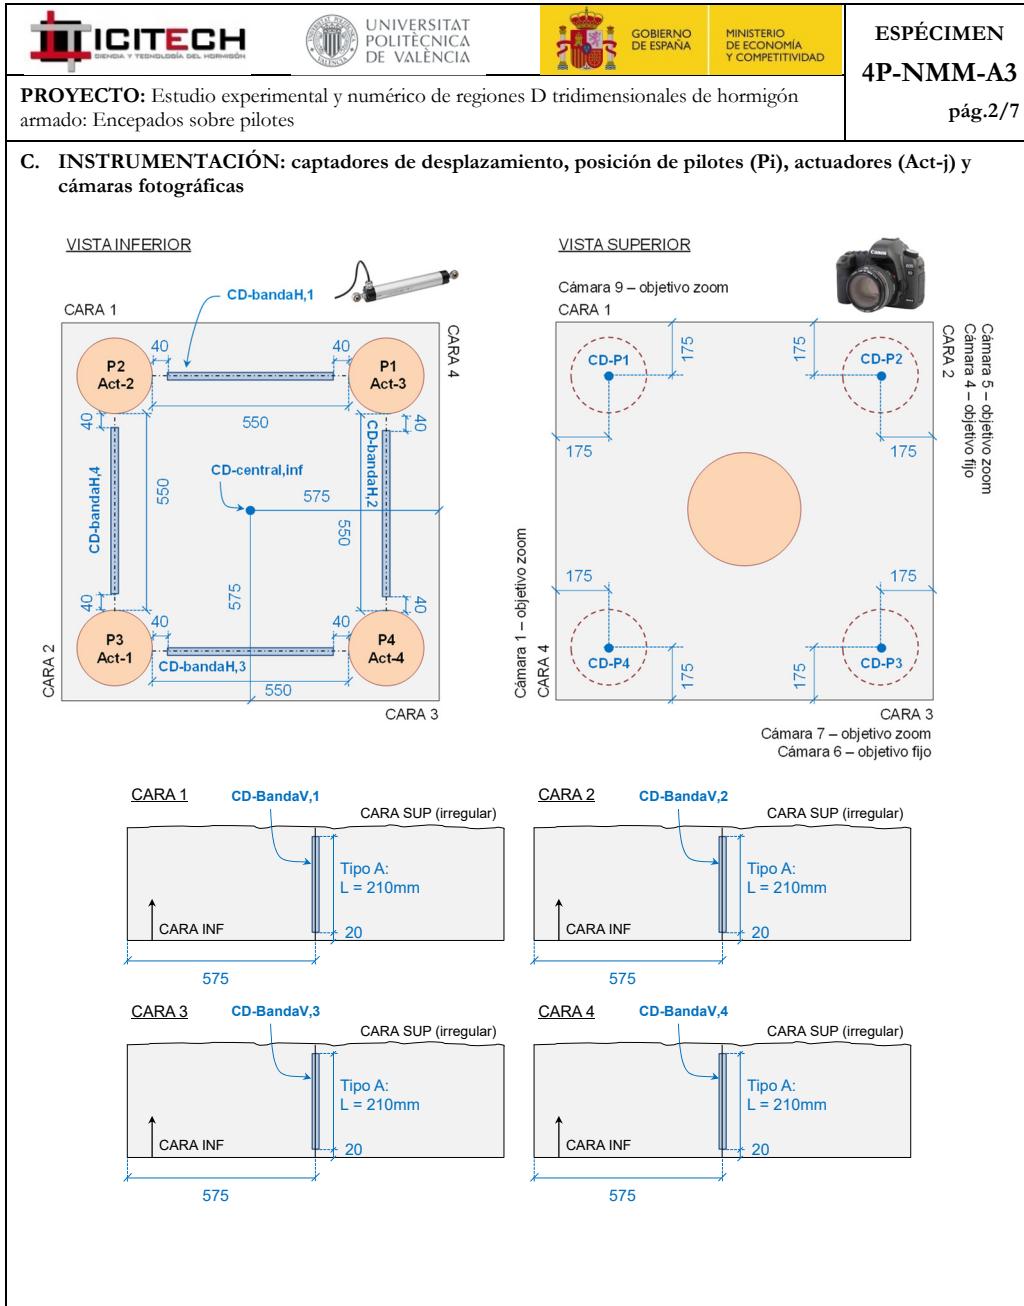 ICITECH
CIENCIA Y TECNOLOGÍA DEL HORMIGÓN
UNIVERSITAT
POLITÈCNICA
DE VALÈNCIA
GOBIERNO
DE ESPAÑA
MINISTERIO
DE ECONOMÍA
Y COMPETITIVIDAD
ESPÉCIMEN
4P-NMM-A3
pág.2/7
PROYECTO: Estudio experimental y numérico de regiones D tridimensionales de hormigón
armado: Encepados sobre pilotes
C. INSTRUMENTACIÓN: captadores de desplazamiento, posición de pilotes (Pi), actuadores (Act-j) y
cámaras fotográficas
VISTA INFERIOR
CD-bandaH,1
CARA 1
CARA 4
40
40
P2
Act-2
P1
Act-3
550
40
40
CD-bandaH,4
550
CD-central,inf
575
CD-bandaH,2
550
575
40
40
P3
Act-1
40
40
P4
Act-4
CD-bandaH,3
550
CARA 2
CARA 3
VISTA SUPERIOR
Canon
Cámara 9 – objetivo zoom
CARA 1
CARA 2
Cámara 4 – objetivo fijo
Cámara 5 – objetivo zoom
CD-P1
175
175
CD-P2
175
175
Cámara 1 – objetivo zoom
CARA 4
175
175
CD-P4
175
175
CD-P3
CARA 3
Cámara 7 – objetivo zoom
Cámara 6 – objetivo fijo
CARA 1
CD-BandaV,1
CARA SUP (irregular)
Tipo A:
L = 210mm
CARA INF
20
575
CARA 2
CD-BandaV,2
CARA SUP (irregular)
Tipo A:
L = 210mm
CARA INF
20
575
CARA 3
CD-BandaV,3
CARA SUP (irregular)
Tipo A:
L = 210mm
CARA INF
20
575
CARA 4
CD-BandaV,4
CARA SUP (irregular)
Tipo A:
L = 210mm
CARA INF
20
575